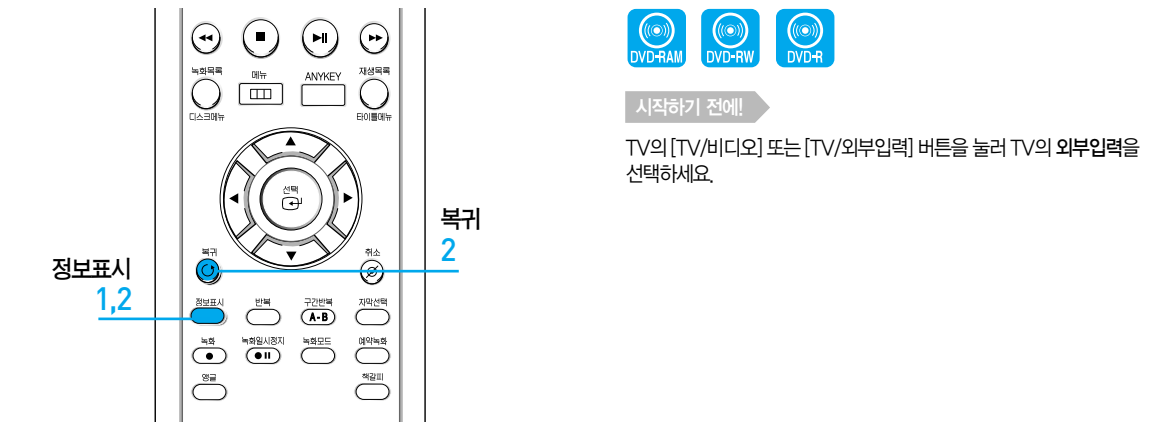 녹화목록
메뉴
ANYKEY
재생목록
디스크메뉴
타이틀메뉴
선택
복귀
취소
정보표시
반복
구간반복
자막선택
A-B
녹화
녹화일시정지
녹화모드
예약녹화
앵글
책갈피
정보표시
1,2
복귀
2
DVD-RAM
DVD-RW
DVD-R
시작하기 전에!
TV의 [TV/비디오] 또는 [TV/외부입력] 버튼을 눌러 TV의 외부입력을
선택하세요.